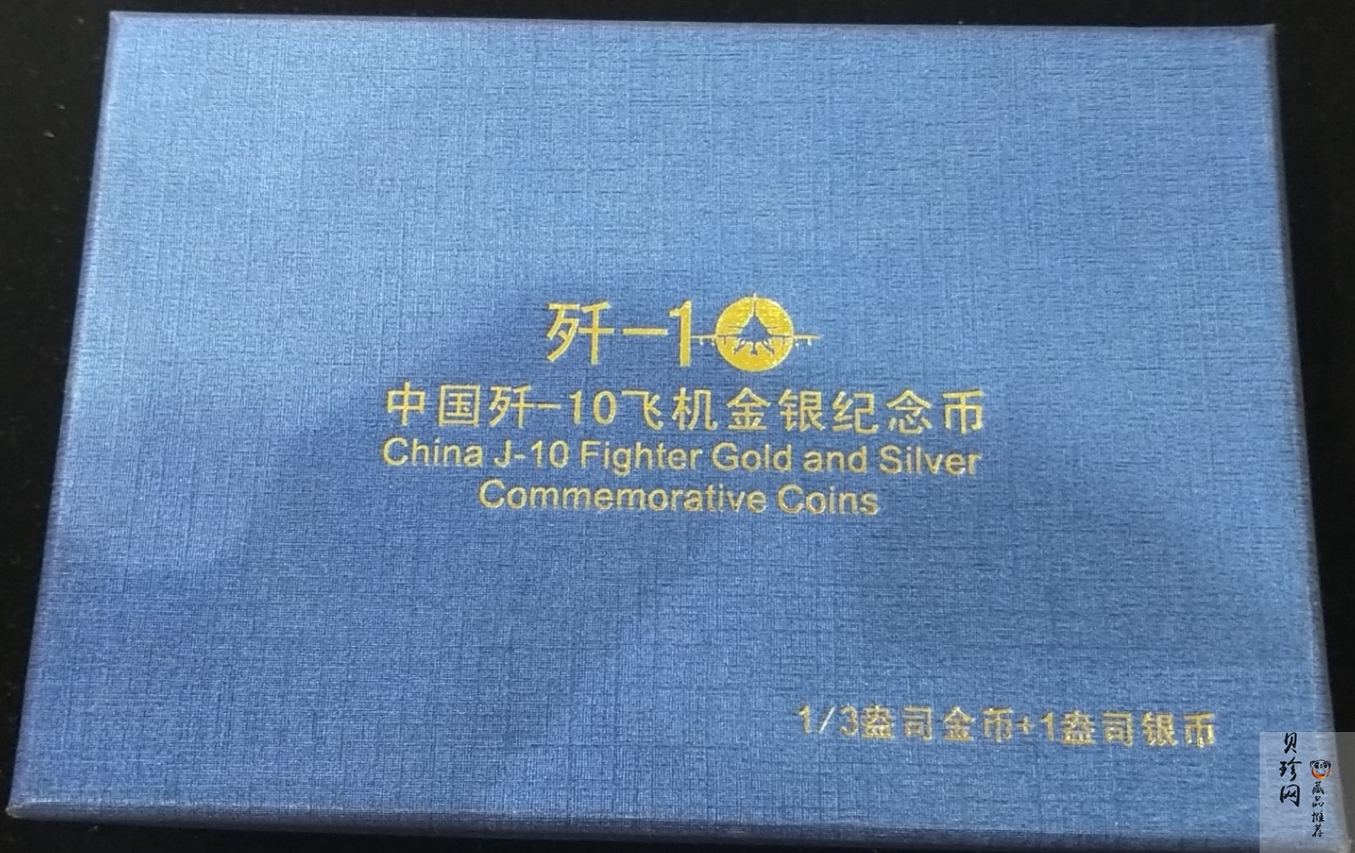 歼-10
中国歼-10飞机金银纪念币
China J-10 Fighter Gold and Silver
Commemorative Coins
1/3盎司金币+1盎司银币
贝珍网
藏品推荐